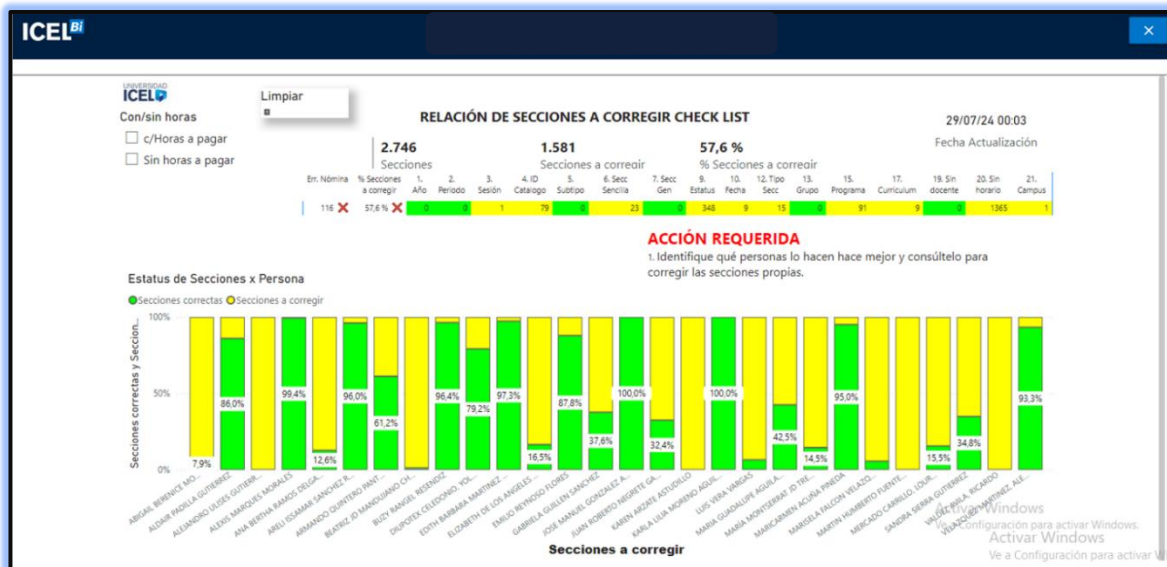 ICEL Bi
UNIVERSIDAD
ICEL
Limpiar
Con/sin horas
c/Horas a pagar
Sin horas a pagar
RELACIÓN DE SECCIONES A CORREGIR CHECK LIST
29/07/24 00:03
Fecha Actualización
2.746 1.581 57,6 %
Secciones Secciones a corregir % Secciones a corregir
Err. Nómina % Secciones a corregir 1. Año 2. Periodo 3. Sesión 4. ID Catalogo 5. Subtipo 6. Secc Sencilla 7. Secc Gen 9. Estatus 10. Fecha 12. Tipo Secc 13. Grupo 15. Programa 17. Curriculum 19. Sin docente 20. Sin horario 21. Campus
116 57,6% 0 0 1 79 0 23 0 348 9 15 0 91 9 0 1365 1
ACCIÓN REQUERIDA
1. Identifique qué personas lo hacen hace mejor y consúltelo para
corregir las secciones propias.
Estatus de Secciones x Persona
Secciones correctas Secciones a corregir
Secciones correctas y Seccion...
100%
50%
0%
7,9% 86,0% 99,4% 12,6% 96,0% 61,2% 96,4% 79,2% 97,3% 16,5% 87,8% 37,6% 100,0% 32,4% 100,0% 42,5% 14,5% 95,0% 15,5% 34,8% 93,3%
ABIGAIL BERENICE MO...
ALDAIR PADILLA GUTIERREZ
ALEJANDRO ULISES GUTIERR...
ALEXIS MARQUES MORALES
ANA BERTHA RAMOS DELGA...
ARELI ISSAMAR SANCHEZ R...
ARMANDO QUINTERO PANT...
BEATRIZ JD MANDUJANO CH...
BUZY RANGEL RESENDIZ
DIUPOTEX CELEDONIO, YOL...
EDITH BARBARA MARTINEZ...
ELIZABETH DE LOS ANGELES...
EMILIO REYNOSO FLORES
GABRIELA GUILLEN SANCHEZ
JOSE MANUEL GONZALEZ A...
JUAN ROBERTO NEGRETE GA...
KAREN ARZATE ASTUDILLO
KARLA LILIA MORENO AGUIL...
LUIS VERA VARGAS
MARIA GUADALUPE AGUILA...
MARIA MONTSERRAT JD TRE...
MARICARMEN ACUÑA PINEDA
MARISELA FALCON VELAZO...
MARTIN HUMBERTO FUENTE...
MERCADO CARRILLO, LOUR...
SANDRA SIERRA GUTIERREZ
RICARDO
VELAZQUEZ MARTINEZ, ALE...
Secciones a corregir
Windows
Configuración para activar Windows.
Activar Windows
Ve a Configuración para activar